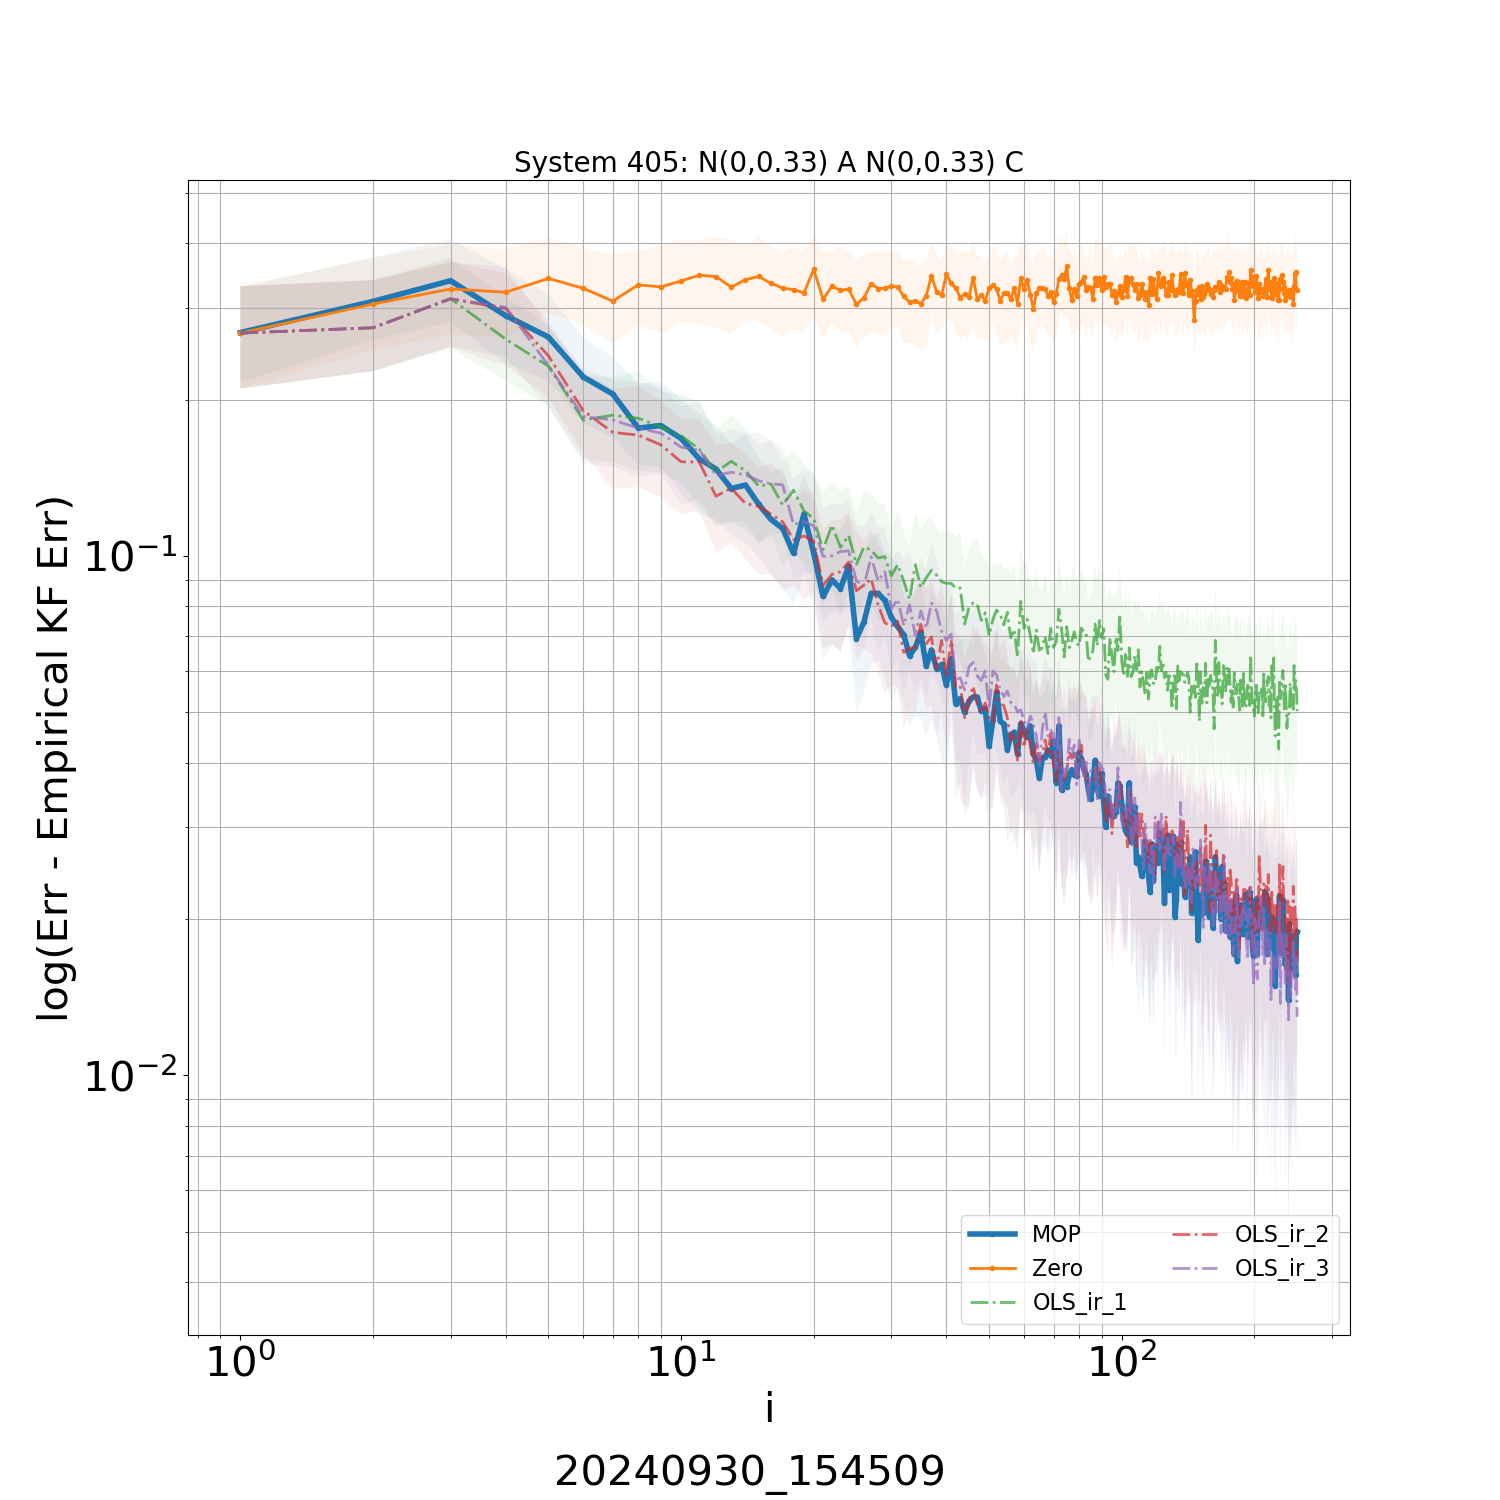 System 405: N(0,0.33) A N(0,0.33) C
log(Err - Empirical KF Err)
10⁻¹
10⁻²
10⁰
10¹
10²
i
20240930_154509
MOP
Zero
OLS_ir_1
OLS_ir_2
OLS_ir_3